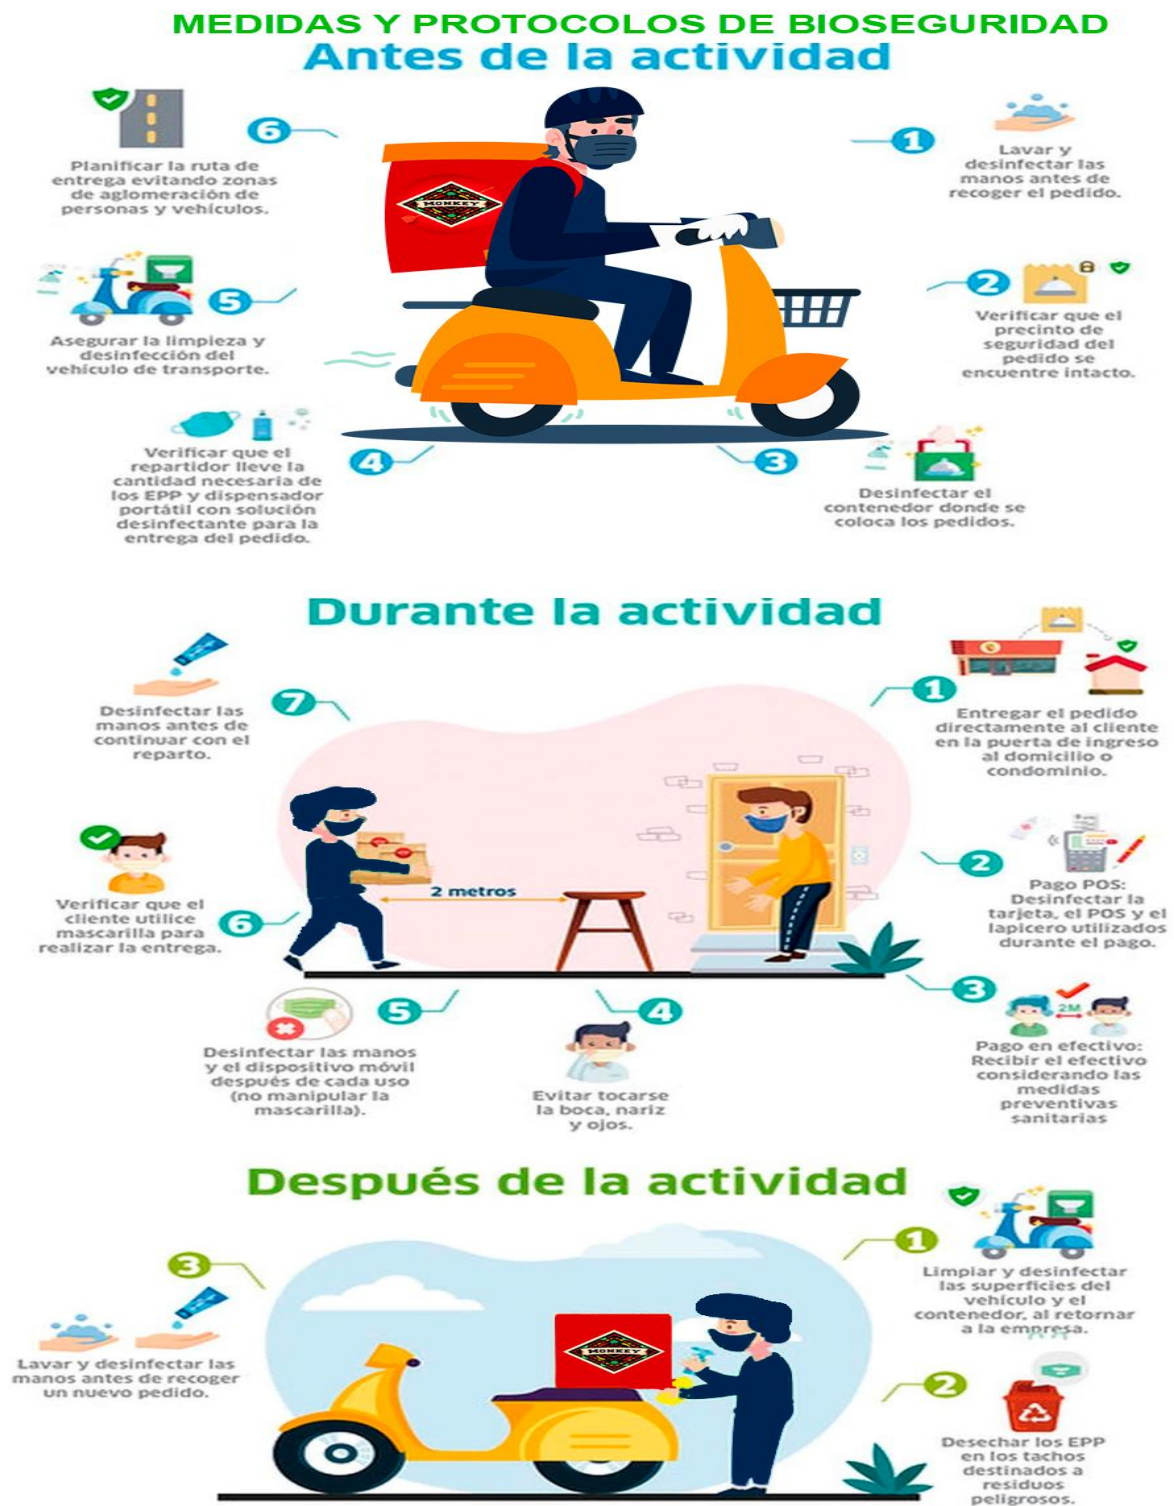 MEDIDAS Y PROTOCOLOS DE BIOSEGURIDAD
Antes de la actividad
1
Lavar y
desinfectar las
manos antes de
recoger el pedido.
2
Verificar que el
precinto de
seguridad del
pedido se
encuentre intacto.
3
Desinfectar el
contenedor donde se
coloca los pedidos.
4
Verificar que el
repartidor lleve la
cantidad necesaria de
los EPP y dispensador
portátil con solución
desinfectante para la
entrega del pedido.
5
Asegurar la limpieza y
desinfección del
vehículo de transporte.
6
Planificar la ruta de
entrega evitando zonas
de aglomeración de
personas y vehículos.
MONKEY
Durante la actividad
1
Entregar el pedido
directamente al cliente
en la puerta de ingreso
al domicilio o
condominio.
2
Pago POS:
Desinfectar la
tarjeta, el POS y el
lapicero utilizados
durante el pago.
3
2M
Pago en efectivo:
Recibir el efectivo
considerando las
medidas
preventivas
sanitarias
4
Evitar tocarse
la boca, nariz
y ojos.
5
Desinfectar las manos
y el dispositivo móvil
después de cada uso
(no manipular la
mascarilla).
6
Verificar que el
cliente utilice
mascarilla para
realizar la entrega.
7
Desinfectar las
manos antes de
continuar con el
reparto.
2 metros
Después de la actividad
1
Limpiar y desinfectar
las superficies del
vehículo y el
contenedor, al retornar
a la empresa.
2
Desechar los EPP
en los tachos
destinados a
residuos
peligrosos.
3
Lavar y desinfectar las
manos antes de recoger
un nuevo pedido.
MONKEY